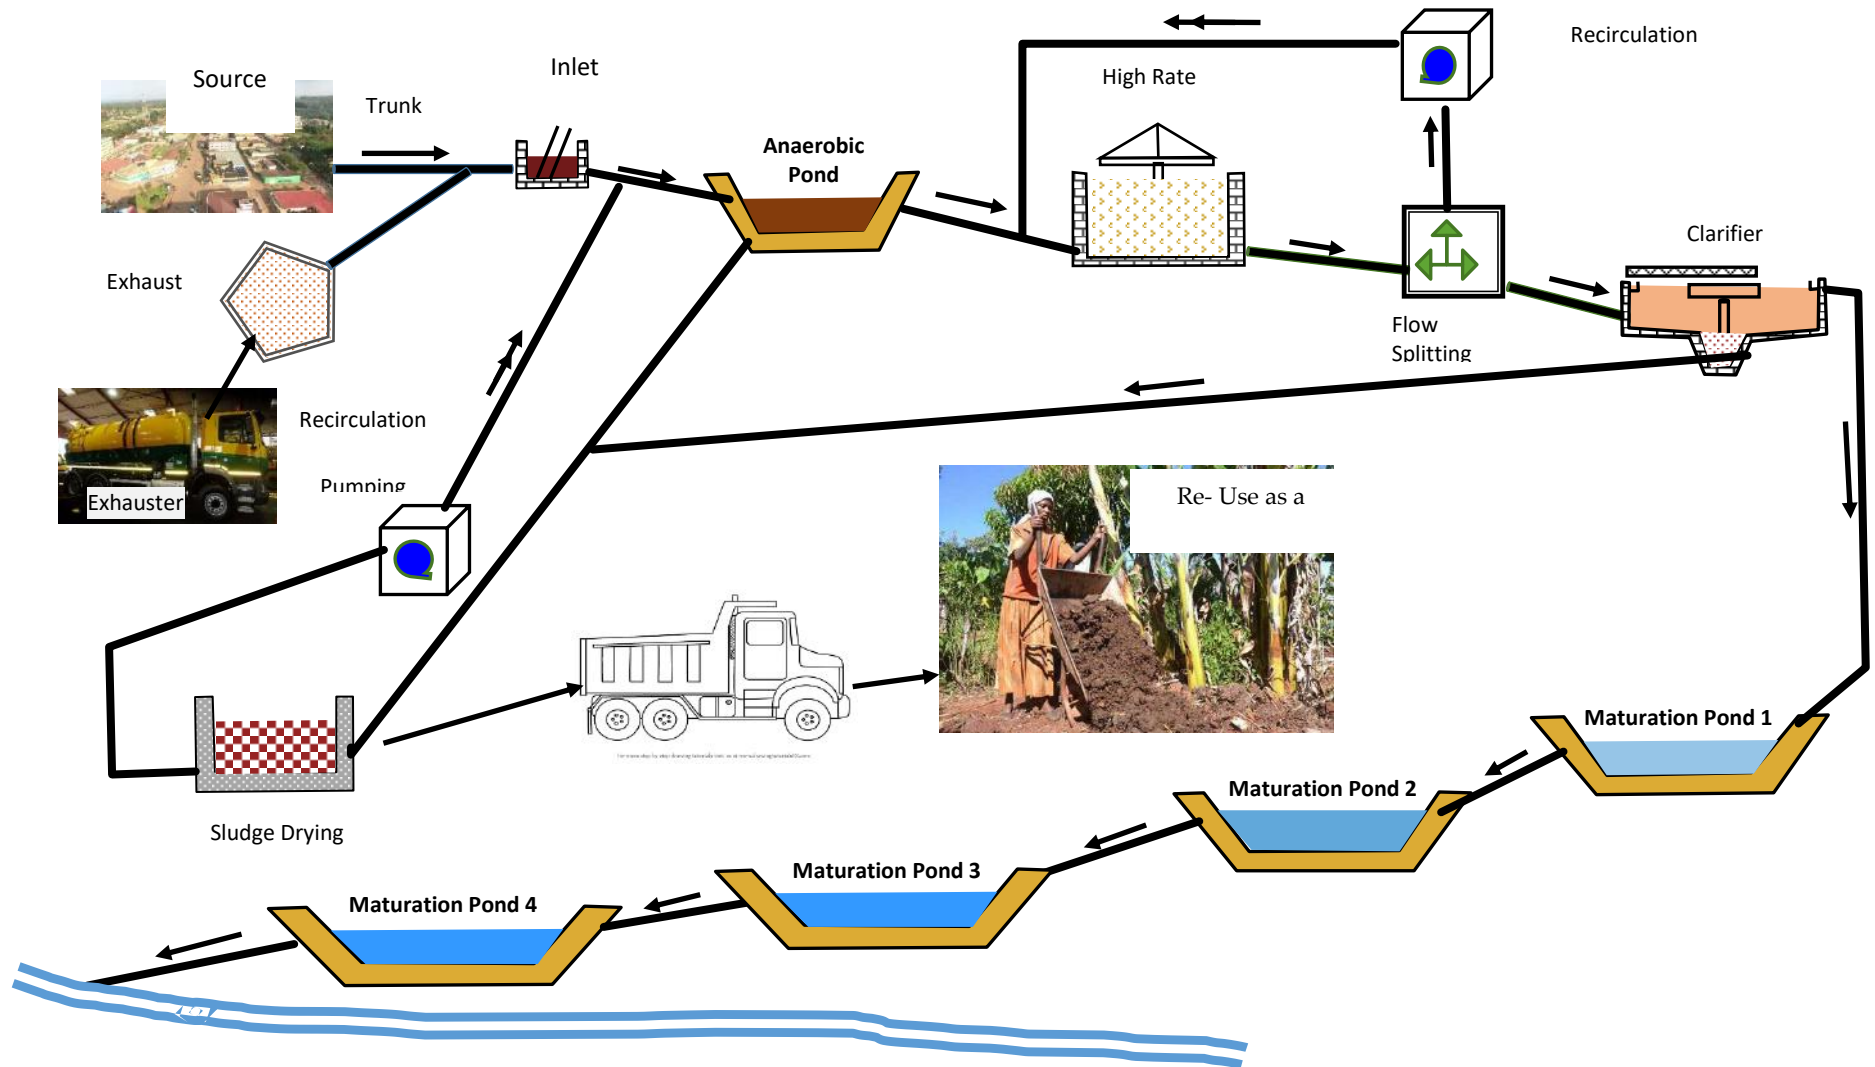 Source
Inlet
Trunk
Recirculation
High Rate
Anaerobic
Pond
Clarifier
Exhaust
Flow
Splitting
Recirculation
Exhauster
Pumping
Re- Use as a
Maturation Pond 1
Maturation Pond 2
Sludge Drying
Maturation Pond 3
Maturation Pond 4